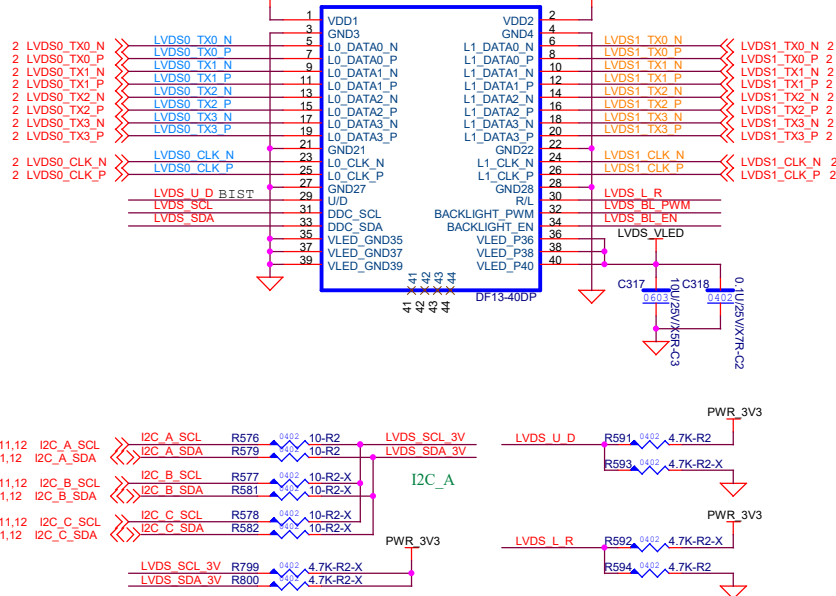 1 VDD1 VDD2 2
3 GND3 GND4 4
2 LVDS0_TX0_N LVDS0_TX0_N 5 L0_DATA0_N L1_DATA0_N 6 LVDS1_TX0_N LVDS1_TX0_N 2
2 LVDS0_TX0_P LVDS0_TX0_P 7 L0_DATA0_P L1_DATA0_P 8 LVDS1_TX0_P LVDS1_TX0_P 2
2 LVDS0_TX1_N LVDS0_TX1_N 9 L0_DATA1_N L1_DATA1_N 10 LVDS1_TX1_N LVDS1_TX1_N 2
2 LVDS0_TX1_P LVDS0_TX1_P 11 L0_DATA1_P L1_DATA1_P 12 LVDS1_TX1_P LVDS1_TX1_P 2
2 LVDS0_TX2_N LVDS0_TX2_N 13 L0_DATA2_N L1_DATA2_N 14 LVDS1_TX2_N LVDS1_TX2_N 2
2 LVDS0_TX2_P LVDS0_TX2_P 15 L0_DATA2_P L1_DATA2_P 16 LVDS1_TX2_P LVDS1_TX2_P 2
2 LVDS0_TX3_N LVDS0_TX3_N 17 L0_DATA3_N L1_DATA3_N 18 LVDS1_TX3_N LVDS1_TX3_N 2
2 LVDS0_TX3_P LVDS0_TX3_P 19 L0_DATA3_P L1_DATA3_P 20 LVDS1_TX3_P LVDS1_TX3_P 2
21 GND21 GND22 22
2 LVDS0_CLK_N LVDS0_CLK_N 23 L0_CLK_N L1_CLK_N 24 LVDS1_CLK_N LVDS1_CLK_N 2
2 LVDS0_CLK_P LVDS0_CLK_P 25 L0_CLK_P L1_CLK_P 26 LVDS1_CLK_P LVDS1_CLK_P 2
27 GND27 GND28 28
LVDS_U_D BIST 29 U/D R/L 30 LVDS_L_R
LVDS_SCL 31 DDC_SCL BACKLIGHT_PWM 32 LVDS_BL_PWM
LVDS_SDA 33 DDC_SDA BACKLIGHT_EN 34 LVDS_BL_EN
35 VLED_GND35 VLED_P36 36 LVDS_VLED
37 VLED_GND37 VLED_P38 38
39 VLED_GND39 VLED_P40 40
41 42 43 44
41 42 43 44
DF13-40DP
C317 0603 10U/25V/X5R-C3
C318 0402 0.1U/25V/X7R-C2
11,12 I2C_A_SCL I2C_A_SCL R576 0402 10-R2 LVDS_SCL_3V
1,12 I2C_A_SDA I2C_A_SDA R579 0402 10-R2 LVDS_SDA_3V
11,12 I2C_B_SCL I2C_B_SCL R577 0402 10-R2-X
1,12 I2C_B_SDA I2C_B_SDA R581 0402 10-R2-X
I2C_A
11,12 I2C_C_SCL I2C_C_SCL R578 0402 10-R2-X
1,12 I2C_C_SDA I2C_C_SDA R582 0402 10-R2-X
PWR_3V3
LVDS_SCL_3V R799 0402 4.7K-R2-X
LVDS_SDA_3V R800 0402 4.7K-R2-X
PWR_3V3
LVDS_U_D R591 0402 4.7K-R2
R593 0402 4.7K-R2-X
PWR_3V3
LVDS_L_R R592 0402 4.7K-R2-X
R594 0402 4.7K-R2